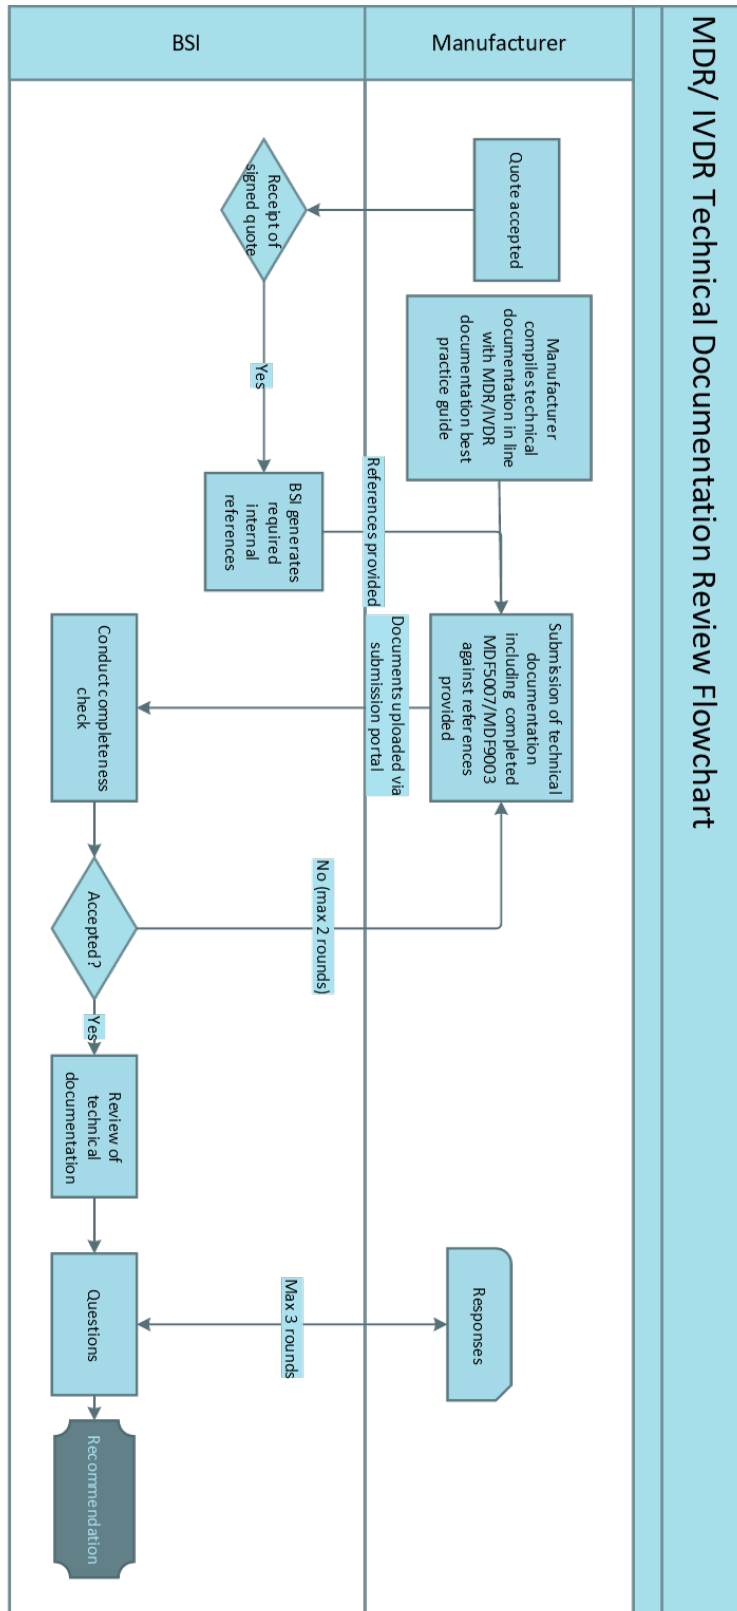 MDR/ IVDR Technical Documentation Review Flowchart
Manufacturer
BSI
Quote accepted
Receipt of
signed quote
Manufacturer
compiles technical
documentation in line
with MDR/IVDR
documentation best
practice guide
Yes
BSI generates
required
internal
references
References provided
Submission of technical
documentation
including completed
MDF5007/MDF9003
against references
provided
Documents uploaded via
submission portal
Conduct completeness
check
Accepted?
No (max 2 rounds)
Yes
Review of
technical
documentation
Questions
Max 3 rounds
Responses
Recommendation